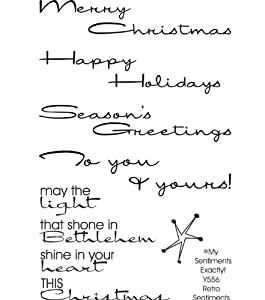 Merry
Christmas
Happy
Holidays
Season's
Greetings
To you
& yours!
may the
light
that shone in
Bethlehem
shine in your
heart
THIS
Christmas
®My
Sentiments
Exactly!
Y556
Retro
Sentiments